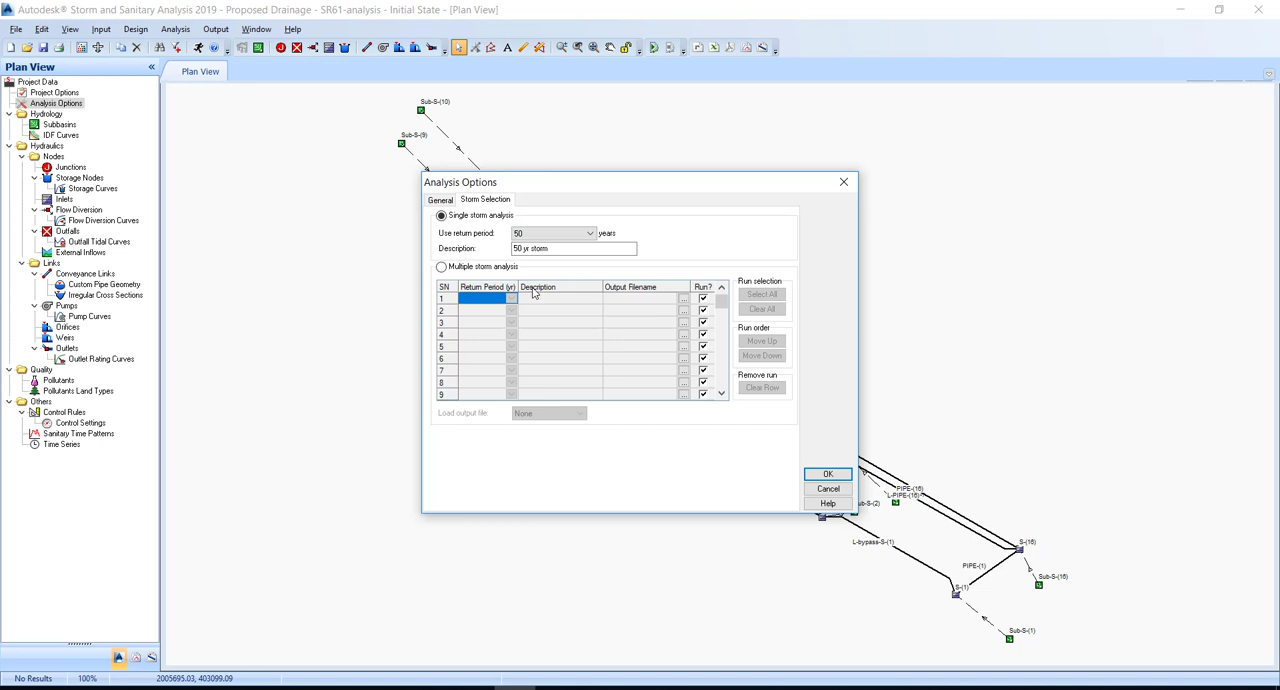 Autodesk® Storm and Sanitary Analysis 2019 - Proposed Drainage - SR61-analysis - Initial State - [Plan View]
File Edit View Input Design Analysis Output Window Help
Plan View «
Plan View
Project Data
Project Options
Analysis Options
Hydrology
Subbasins
IDF Curves
Hydraulics
Nodes
Junctions
Storage Nodes
Storage Curves
Inlets
Flow Diversion
Flow Diversion Curves
Outfalls
Outfall Tidal Curves
External Inflows
Links
Conveyance Links
Custom Pipe Geometry
Irregular Cross Sections
Pumps
Pump Curves
Orifices
Weirs
Outlets
Outlet Rating Curves
Quality
Pollutants
Pollutants Land Types
Others
Control Rules
Control Settings
Sanitary Time Patterns
Time Series
Sub-S-(10)
Sub-S-(9)
Analysis Options
General Storm Selection
Single storm analysis
Use return period: 50 years
Description: 50 yr storm
Multiple storm analysis
SN Return Period (yr) Description Output Filename Run?
1 ...
2 ...
3 ...
4 ...
5 ...
6 ...
7 ...
8 ...
9 ...
Run selection
Select All
Clear All
Run order
Move Up
Move Down
Remove run
Clear Row
Load output file: None
OK
Cancel
Help
PIPE-(16)
L-PIPE-(16)
ub-S-(2)
L-bypass-S-(1)
S-(16)
PIPE-(1)
Sub-S-(16)
S-(1)
Sub-S-(1)
No Results 100% 2005695.03, 403099.09